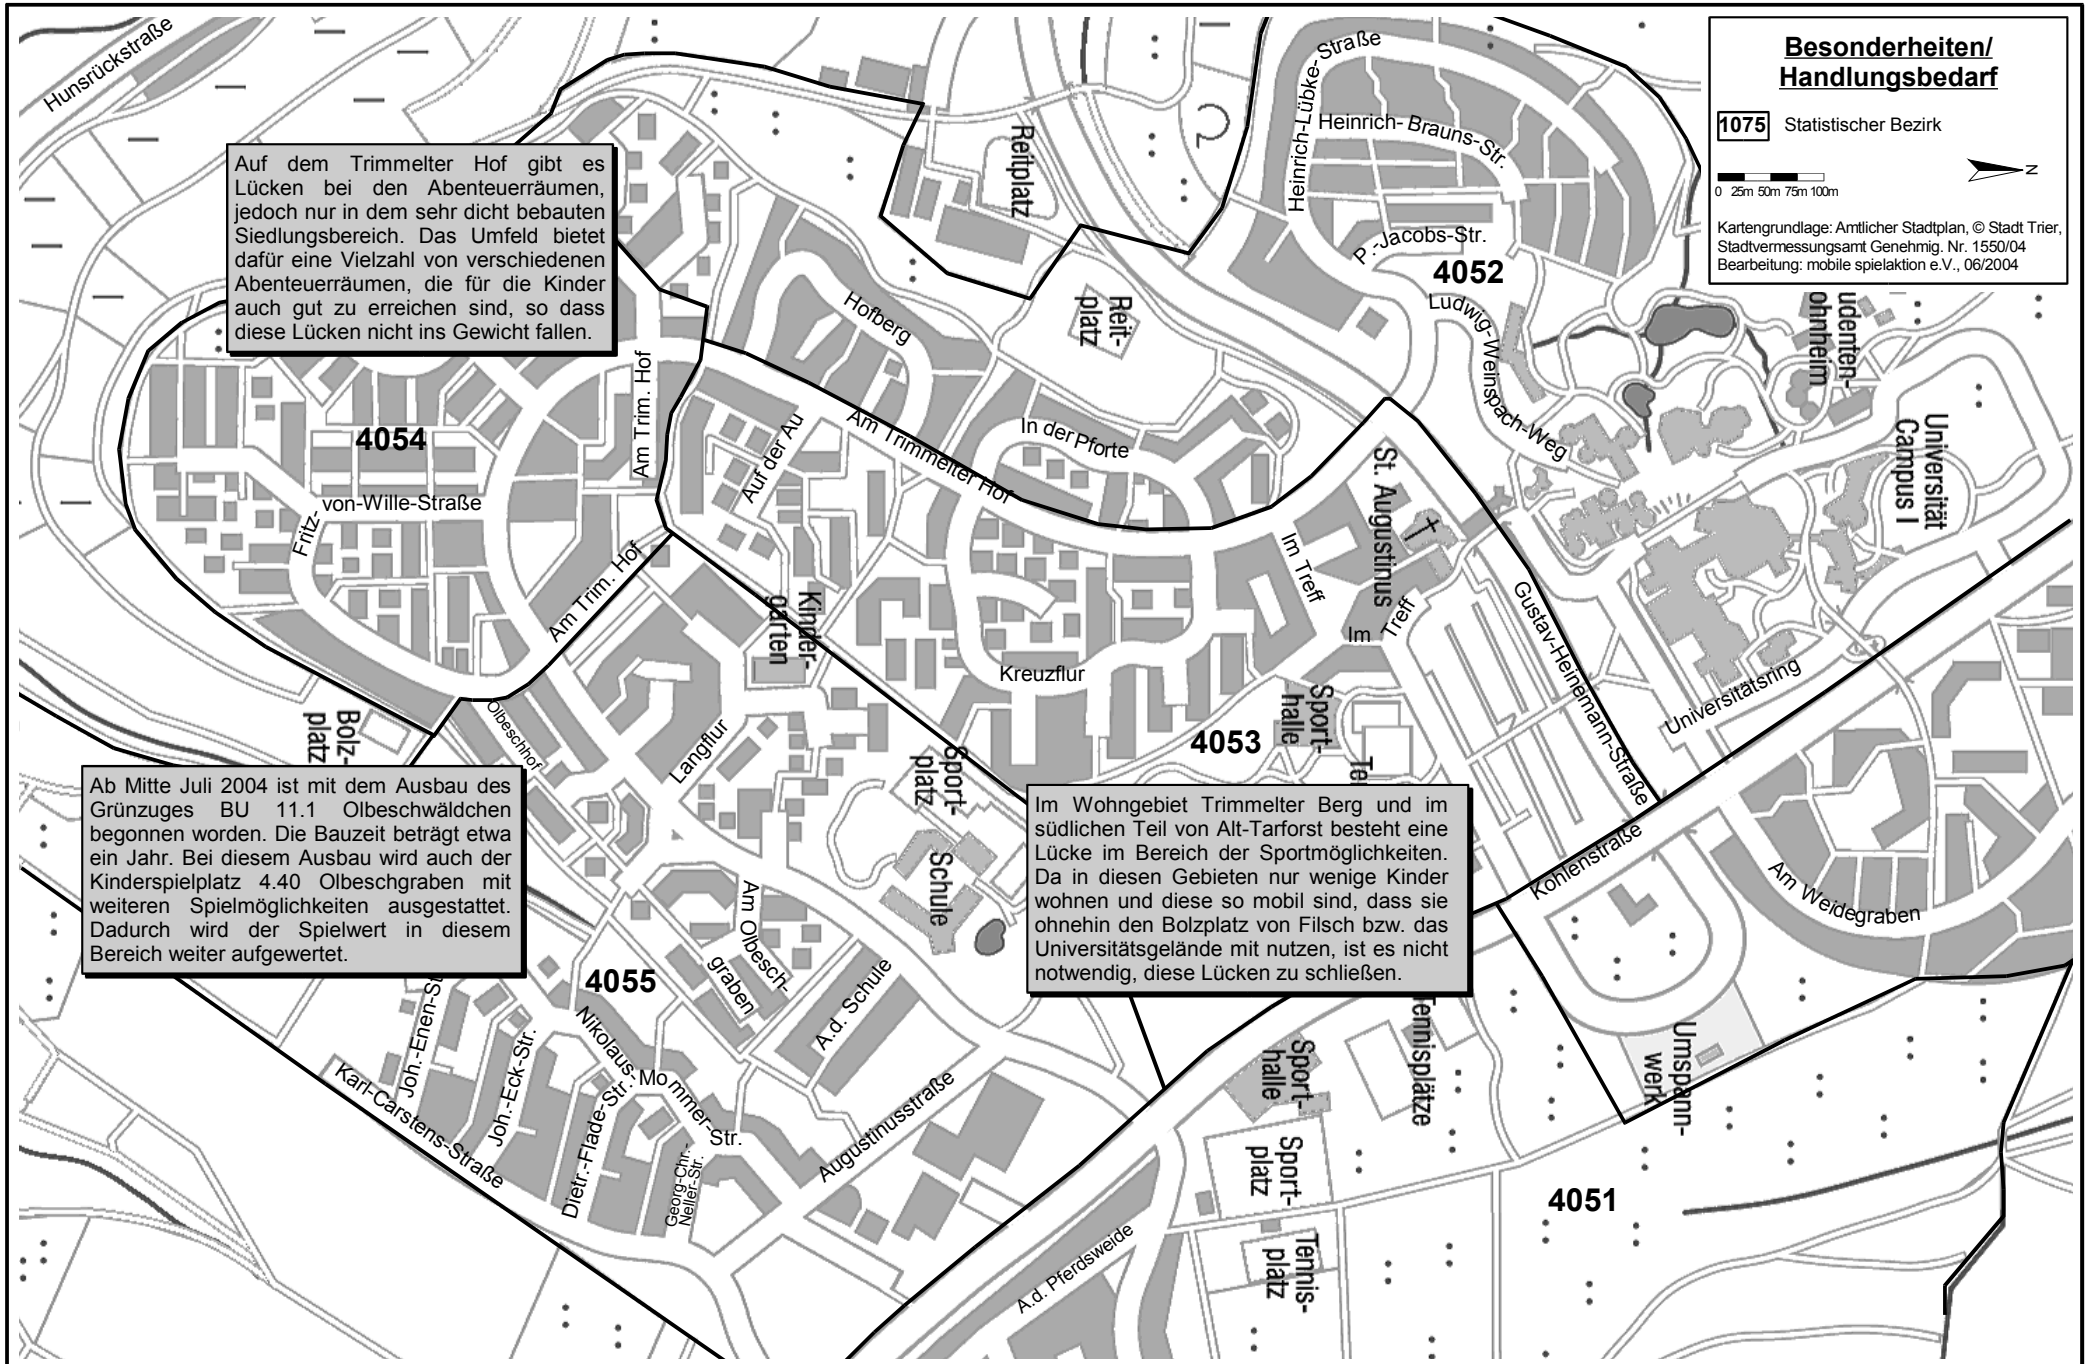 Besonderheiten/
Handlungsbedarf
1075 Statistischer Bezirk
N
0 25m 50m 75m 100m
Kartengrundlage: Amtlicher Stadtplan, © Stadt Trier,
Stadtvermessungsamt Genehmig. Nr. 1550/04
Bearbeitung: mobile spielaktion e.V., 06/2004
Hunsrückstraße
Auf dem Trimmelter Hof gibt es
Lücken bei den Abenteuerräumen,
jedoch nur in dem sehr dicht bebauten
Siedlungsbereich. Das Umfeld bietet
dafür eine Vielzahl von verschiedenen
Abenteuerräumen, die für die Kinder
auch gut zu erreichen sind, so dass
diese Lücken nicht ins Gewicht fallen.
Reitplatz
Heinrich-Lübke-Straße
Heinrich-Brauns-Str.
P.-Jacobs-Str.
4052
Ludwig-Weinspach-Weg
Reit-
platz
Hofberg
udenten-
ohnheim
Universität
Campus I
4054
Am Trim. Hof
Auf der Au
Am Trimmelter Hof
In der Pforte
St. Augustinus
Fritz-von-Wille-Straße
Am Trim. Hof
Kinder-
garten
Im Treff
Im Treff
Gustav-Heinemann-Straße
Universitätsring
Kreuzflur
Sport-
halle
4053
Bolz-
platz
Olbeschhof
Langflur
Sport-
platz
Te
Ab Mitte Juli 2004 ist mit dem Ausbau des
Grünzuges BU 11.1 Olbeschwäldchen
begonnen worden. Die Bauzeit beträgt etwa
ein Jahr. Bei diesem Ausbau wird auch der
Kinderspielplatz 4.40 Olbeschgraben mit
weiteren Spielmöglichkeiten ausgestattet.
Dadurch wird der Spielwert in diesem
Bereich weiter aufgewertet.
Im Wohngebiet Trimmelter Berg und im
südlichen Teil von Alt-Tarforst besteht eine
Lücke im Bereich der Sportmöglichkeiten.
Da in diesen Gebieten nur wenige Kinder
wohnen und diese so mobil sind, dass sie
ohnehin den Bolzplatz von Filsch bzw. das
Universitätsgelände mit nutzen, ist es nicht
notwendig, diese Lücken zu schließen.
Schule
Kohlenstraße
Am Weidegraben
Am Olbesch-
graben
A.d. Schule
4055
Joh.-Enen-St
Joh.-Eck-Str.
Nikolaus-Mommer-Str.
Dietr.-Flade-Str.
Georg-Chr.-
Neller-Str.
Karl-Carstens-Straße
Augustinusstraße
Sport-
halle
Tennisplätze
Umspann-
werk
Sport-
platz
Tennis-
platz
4051
A.d. Pferdsweide